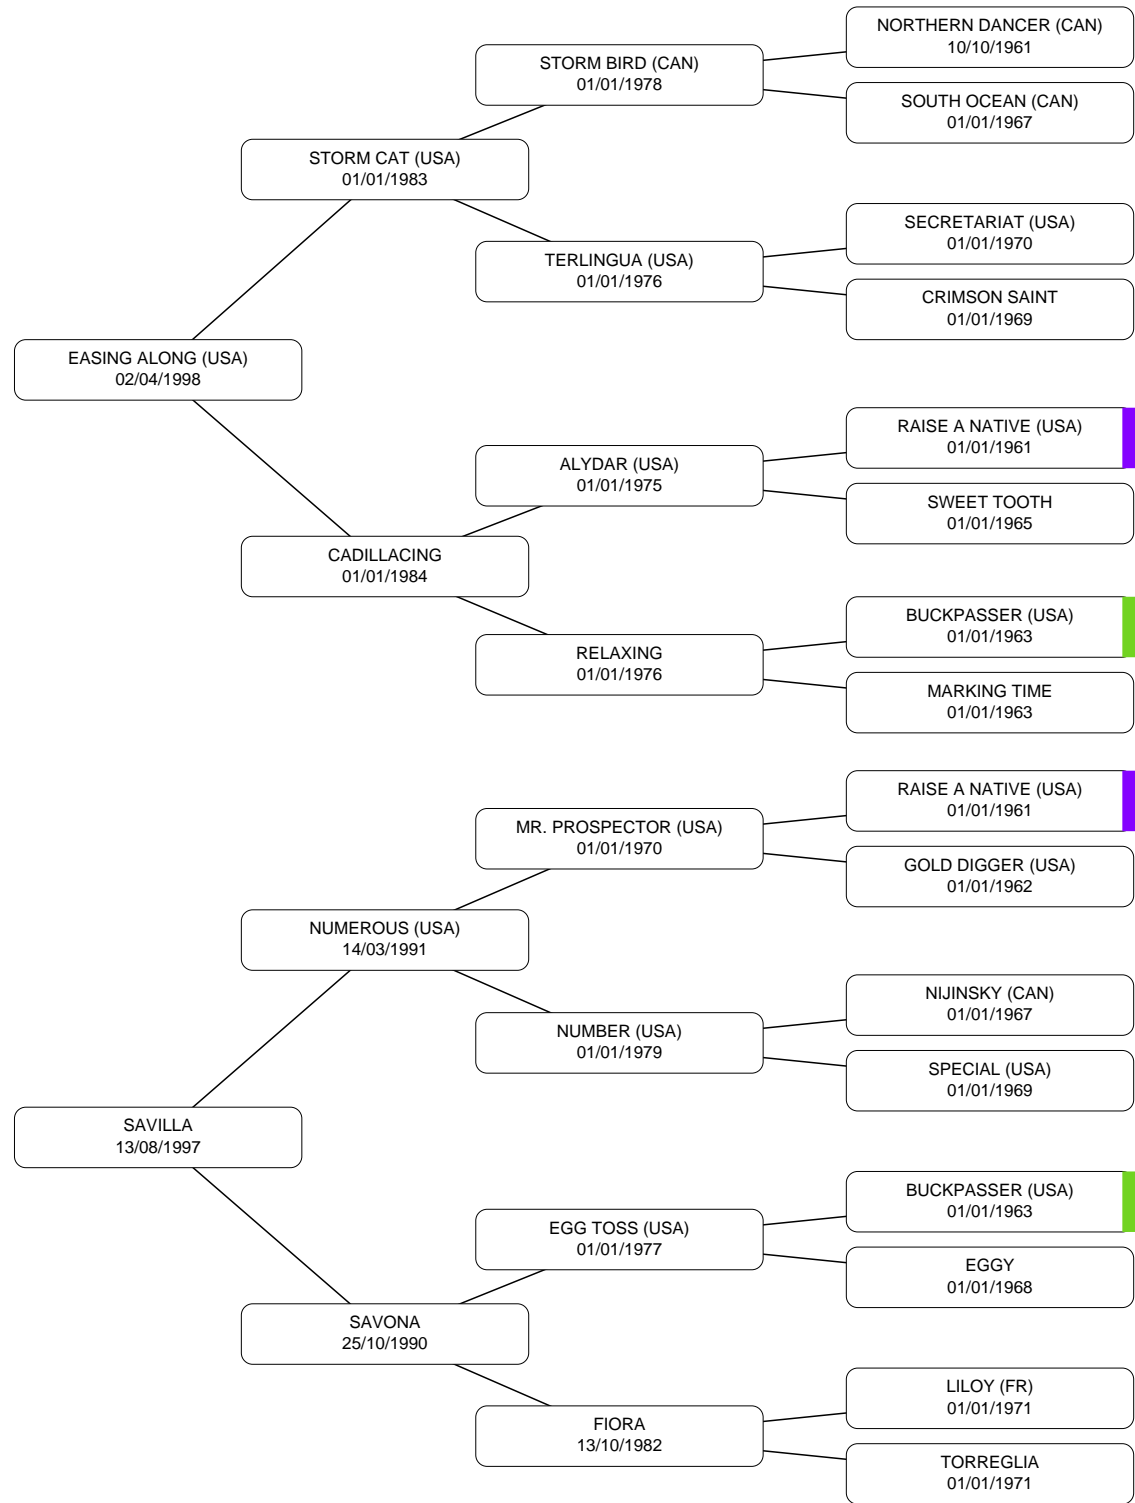 NORTHERN DANCER (CAN)
10/10/1961
STORM BIRD (CAN)
01/01/1978
SOUTH OCEAN (CAN)
01/01/1967
STORM CAT (USA)
01/01/1983
SECRETARIAT (USA)
01/01/1970
TERLINGUA (USA)
01/01/1976
CRIMSON SAINT
01/01/1969
EASING ALONG (USA)
02/04/1998
RAISE A NATIVE (USA)
01/01/1961
ALYDAR (USA)
01/01/1975
SWEET TOOTH
01/01/1965
CADILLACING
01/01/1984
BUCKPASSER (USA)
01/01/1963
RELAXING
01/01/1976
MARKING TIME
01/01/1963
RAISE A NATIVE (USA)
01/01/1961
MR. PROSPECTOR (USA)
01/01/1970
GOLD DIGGER (USA)
01/01/1962
NUMEROUS (USA)
14/03/1991
NIJINSKY (CAN)
01/01/1967
NUMBER (USA)
01/01/1979
SPECIAL (USA)
01/01/1969
SAVILLA
13/08/1997
BUCKPASSER (USA)
01/01/1963
EGG TOSS (USA)
01/01/1977
EGGY
01/01/1968
SAVONA
25/10/1990
LILOY (FR)
01/01/1971
FIORA
13/10/1982
TORREGLIA
01/01/1971